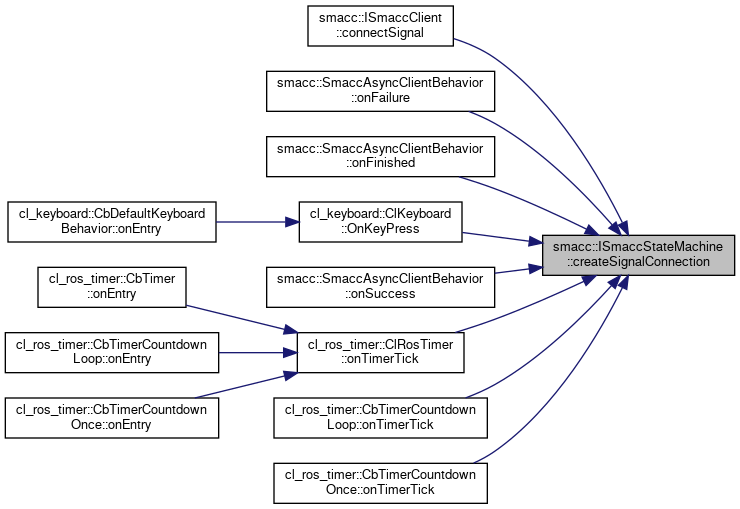 smacc::ISmaccClient
::connectSignal
smacc::SmaccAsyncClientBehavior
::onFailure
smacc::SmaccAsyncClientBehavior
::onFinished
cl_keyboard::CbDefaultKeyboard
Behavior::onEntry
cl_keyboard::ClKeyboard
::OnKeyPress
smacc::ISmaccStateMachine
::createSignalConnection
cl_ros_timer::CbTimer
::onEntry
smacc::SmaccAsyncClientBehavior
::onSuccess
cl_ros_timer::CbTimerCountdown
Loop::onEntry
cl_ros_timer::ClRosTimer
::onTimerTick
cl_ros_timer::CbTimerCountdown
Once::onEntry
cl_ros_timer::CbTimerCountdown
Loop::onTimerTick
cl_ros_timer::CbTimerCountdown
Once::onTimerTick